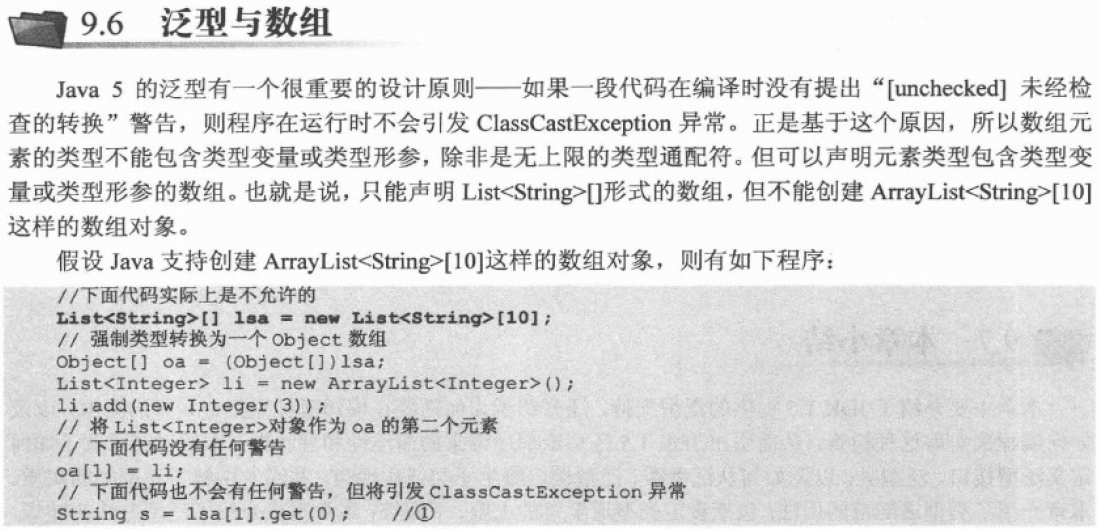 9.6 泛型与数组
Java 5 的泛型有一个很重要的设计原则——如果一段代码在编译时没有提出“[unchecked] 未经检
查的转换”警告，则程序在运行时不会引发 ClassCastException 异常。正是基于这个原因，所以数组元
素的类型不能包含类型变量或类型形参，除非是无上限的类型通配符。但可以声明元素类型包含类型变
量或类型形参的数组。也就是说，只能声明 List<String>[]形式的数组，但不能创建 ArrayList<String>[10]
这样的数组对象。
假设 Java 支持创建 ArrayList<String>[10]这样的数组对象，则有如下程序：
//下面代码实际上是不允许的
List<String>[] lsa = new List<String>[10];
// 强制类型转换为一个 Object 数组
Object[] oa = (Object[])lsa;
List<Integer> li = new ArrayList<Integer>();
li.add(new Integer(3));
// 将 List<Integer>对象作为 oa 的第二个元素
// 下面代码没有任何警告
oa[1] = li;
// 下面代码也不会有任何警告，但将引发 ClassCastException 异常
String s = lsa[1].get(0); //①